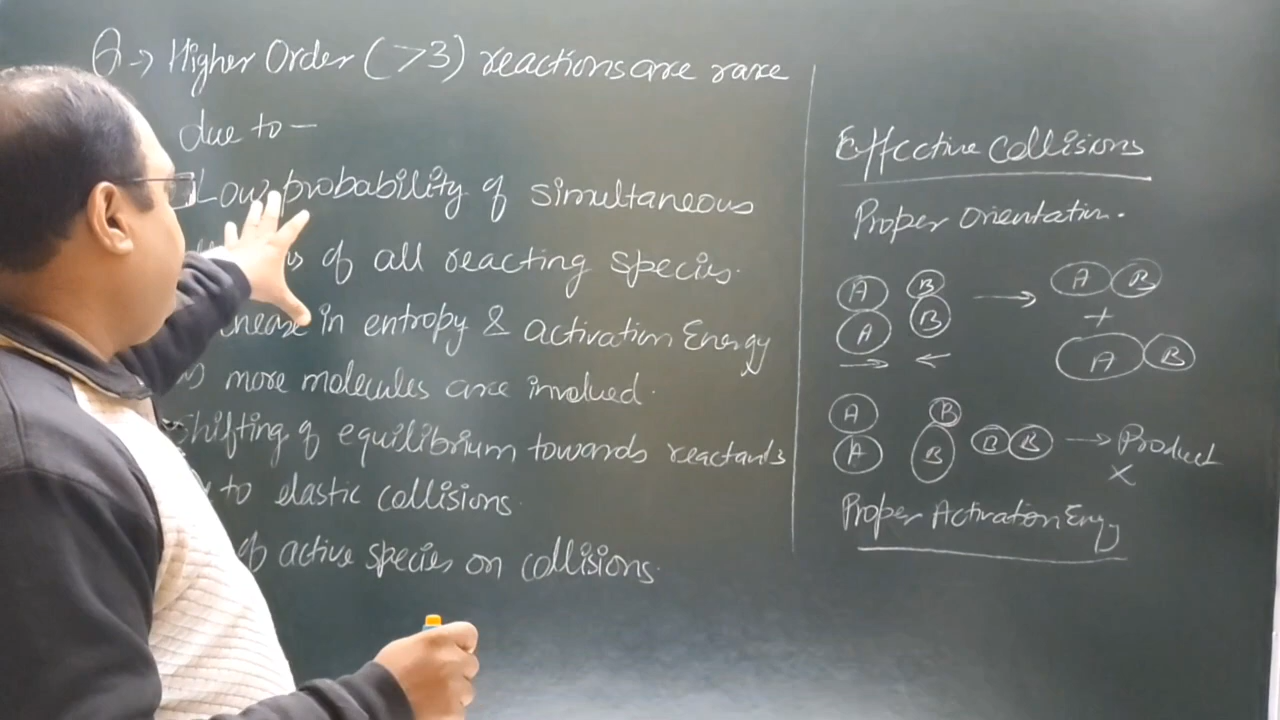 Q → Higher Order (>3) reactions are rare
due to —
Low probability of simultaneous
of all reacting species.
in entropy & activation Energy
more molecules are involved.
Shifting of equilibrium towards reactants
to elastic collisions.
of active species on collisions.
Effective Collisions
Proper Orientation.
A B → A B
+
A B A B
→ ←
A B
A B B B → Product
X
Proper Activation Engy